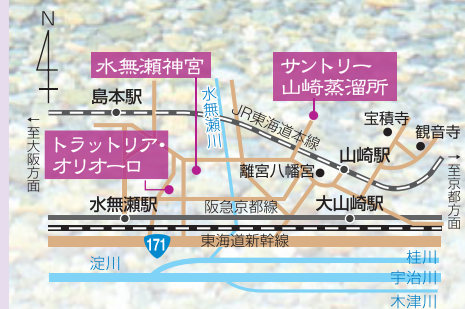 N
水無瀬神宮
サントリー
山崎蒸溜所
島本駅
水無瀬川
JR東海道本線
宝積寺
観音寺
←至大阪方面
トラットリア・
オリオーロ
離宮八幡宮
山崎駅
→至京都方面
水無瀬駅
阪急京都線
大山崎駅
171
東海道新幹線
淀川
桂川
宇治川
木津川